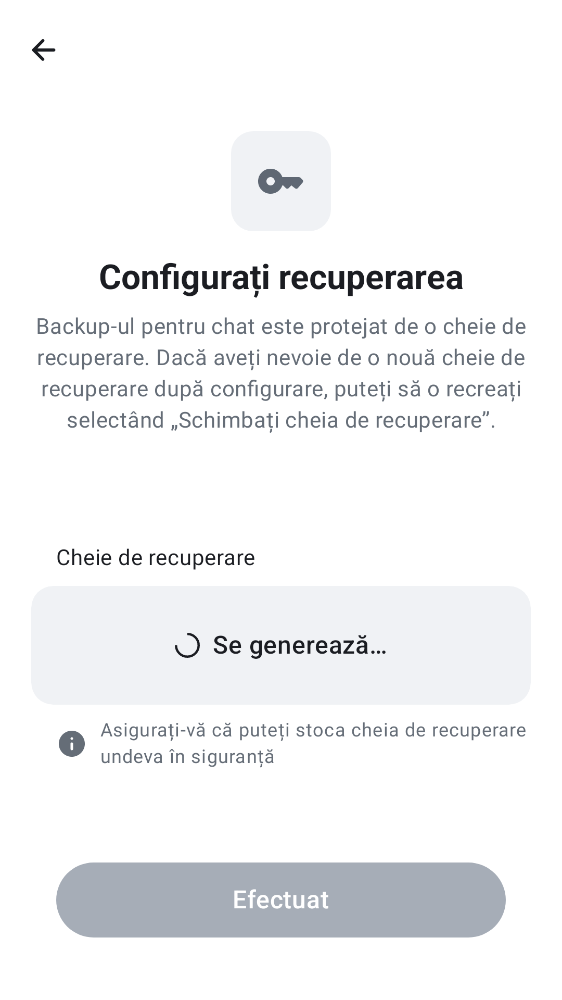 Configurați recuperarea
Backup-ul pentru chat este protejat de o cheie de
recuperare. Dacă aveți nevoie de o nouă cheie de
recuperare după configurare, puteți să o recreați
selectând „Schimbați cheia de recuperare”.
Cheie de recuperare
Se generează…
Asigurați-vă că puteți stoca cheia de recuperare
undeva în siguranță
Efectuat